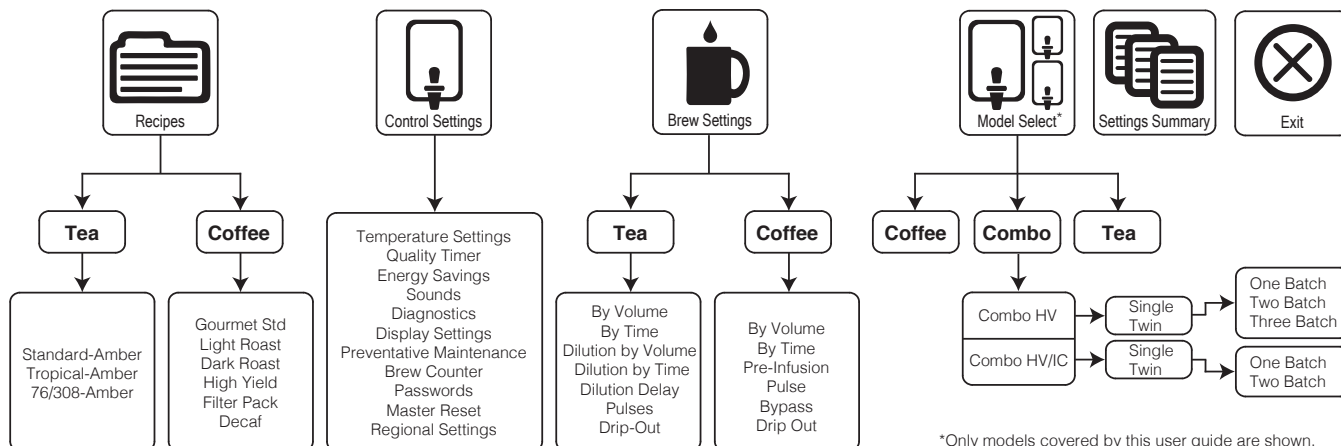 Recipes
Control Settings
Brew Settings
Model Select*
Settings Summary
Exit
Tea
Coffee
Standard-Amber
Tropical-Amber
76/308-Amber
Gourmet Std
Light Roast
Dark Roast
High Yield
Filter Pack
Decaf
Temperature Settings
Quality Timer
Energy Savings
Sounds
Diagnostics
Display Settings
Preventative Maintenance
Brew Counter
Passwords
Master Reset
Regional Settings
Tea
Coffee
By Volume
By Time
Dilution by Volume
Dilution by Time
Dilution Delay
Pulses
Drip-Out
By Volume
By Time
Pre-Infusion
Pulse
Bypass
Drip Out
Coffee
Combo
Tea
Combo HV
Single
Twin
One Batch
Two Batch
Three Batch
Combo HV/IC
Single
Twin
One Batch
Two Batch
*Only models covered by this user guide are shown.